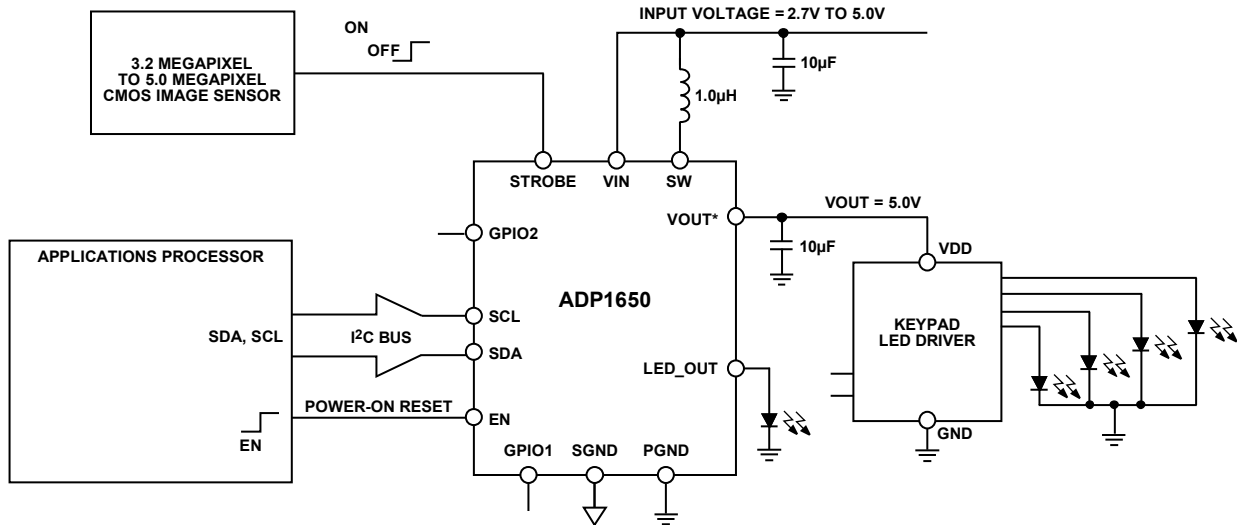 INPUT VOLTAGE = 2.7V TO 5.0V
ON
OFF
3.2 MEGAPIXEL
TO 5.0 MEGAPIXEL
CMOS IMAGE SENSOR
10µF
1.0µH
STROBE
VIN
SW
VOUT*
VOUT = 5.0V
GPIO2
10µF
VDD
APPLICATIONS PROCESSOR
ADP1650
SCL
SDA, SCL
I²C BUS
KEYPAD
LED DRIVER
SDA
LED_OUT
POWER-ON RESET
EN
EN
GND
GPIO1
SGND
PGND